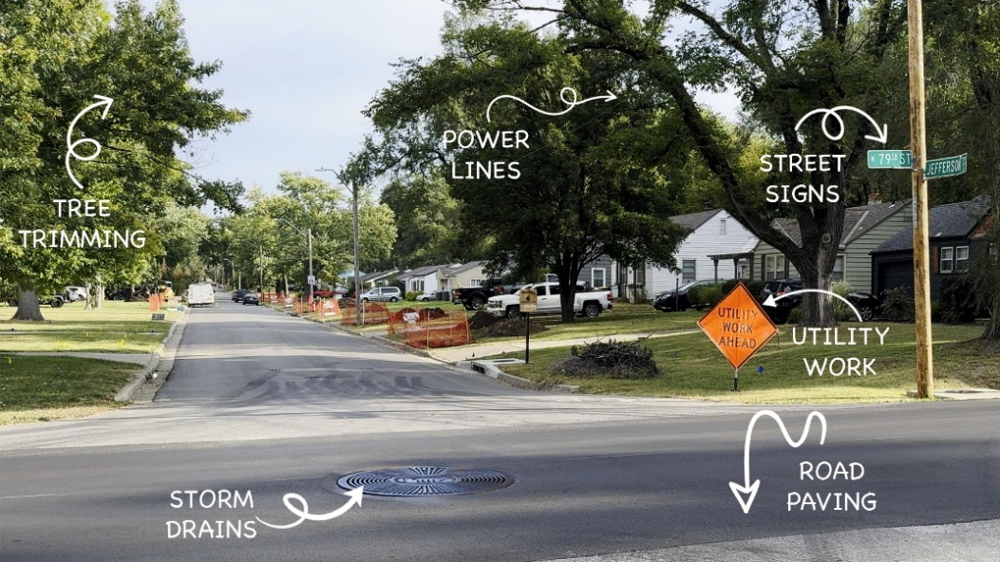 POWER
LINES
STREET
SIGNS
N 79TH ST
JEFFERSON
TREE
TRIMMING
UTILITY
WORK
AHEAD
UTILITY
WORK
ROAD
PAVING
STORM
DRAINS